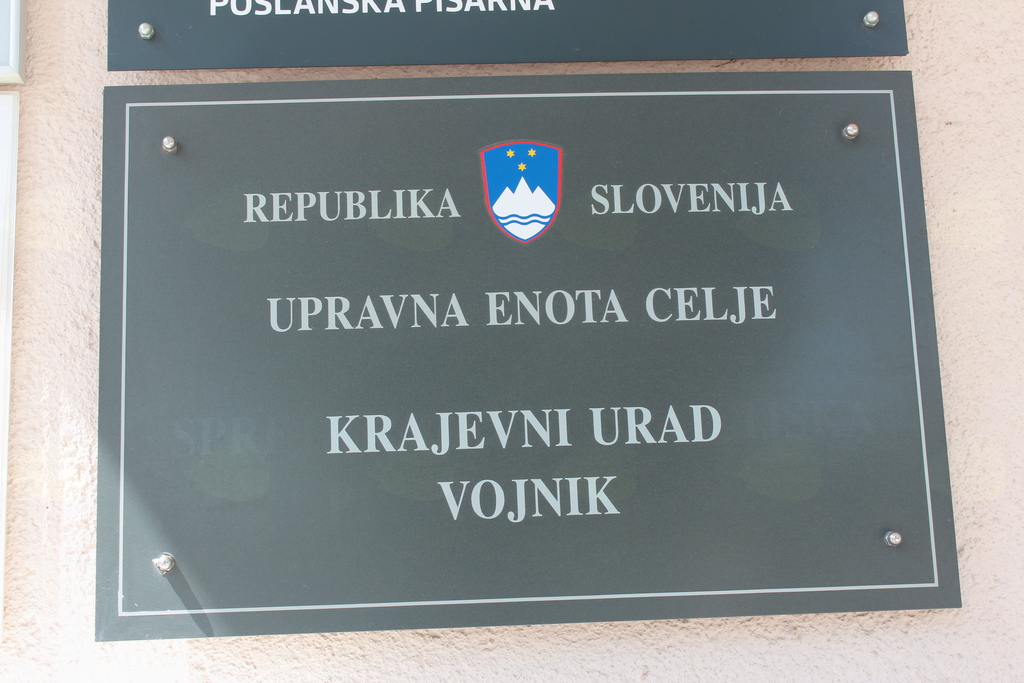 POSLANSKA PISARNA
REPUBLIKA SLOVENIJA
UPRAVNA ENOTA CELJE
KRAJEVNI URAD
VOJNIK